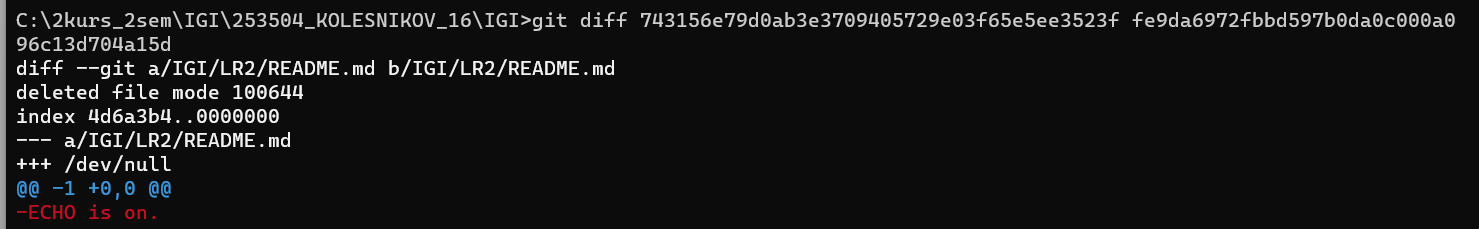 C:\2kurs_2sem\IGI\253504_KOLESNIKOV_16\IGI>git diff 743156e79d0ab3e3709405729e03f65e5ee3523f fe9da6972fbbd597b0da0c000a0
96c13d704a15d
diff --git a/IGI/LR2/README.md b/IGI/LR2/README.md
deleted file mode 100644
index 4d6a3b4..0000000
--- a/IGI/LR2/README.md
+++ /dev/null
@@ -1 +0,0 @@
-ECHO is on.